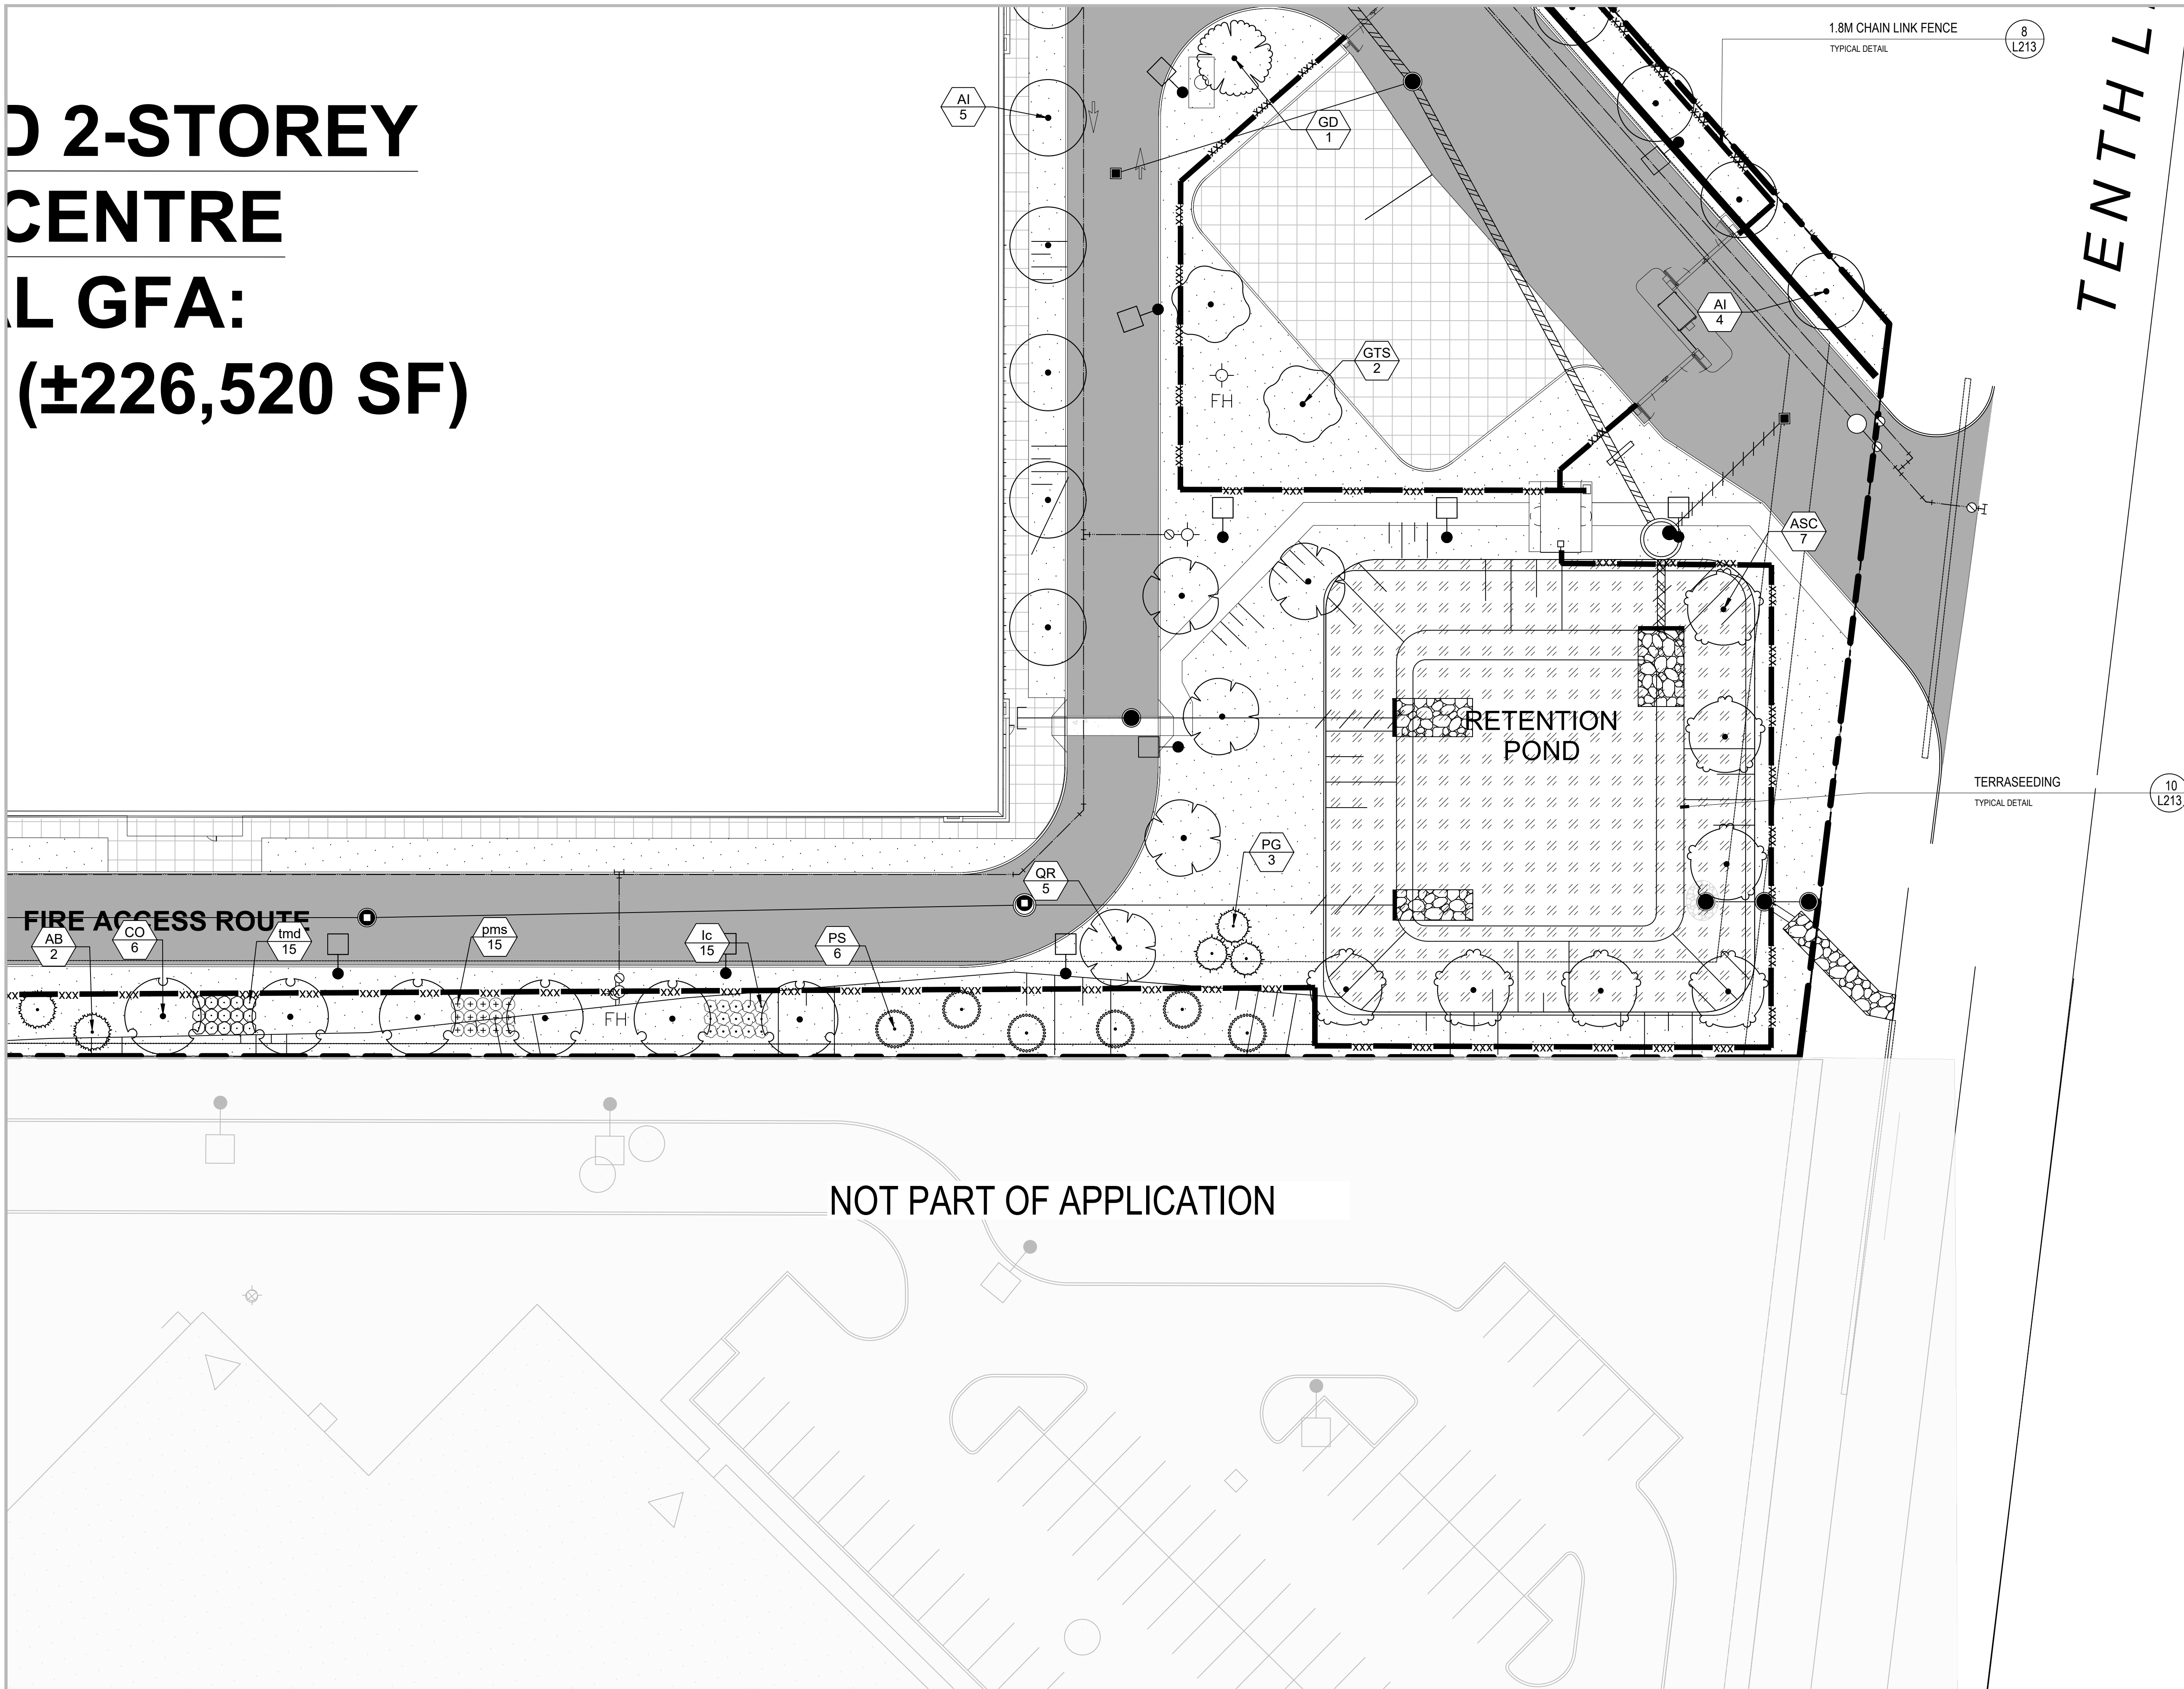 D 2-STOREY
CENTRE
L GFA:
(±226,520 SF)
1.8M CHAIN LINK FENCE
TYPICAL DETAIL
8
L213
TENTH L
AI
5
GD
1
AI
4
GTS
2
FH
ASC
7
RETENTION
POND
TERRASEEDING
TYPICAL DETAIL
10
L213
PG
3
QR
5
FIRE ACCESS ROUTE
AB
2
CO
6
tmd
15
pms
15
Ic
15
PS
6
FH
NOT PART OF APPLICATION